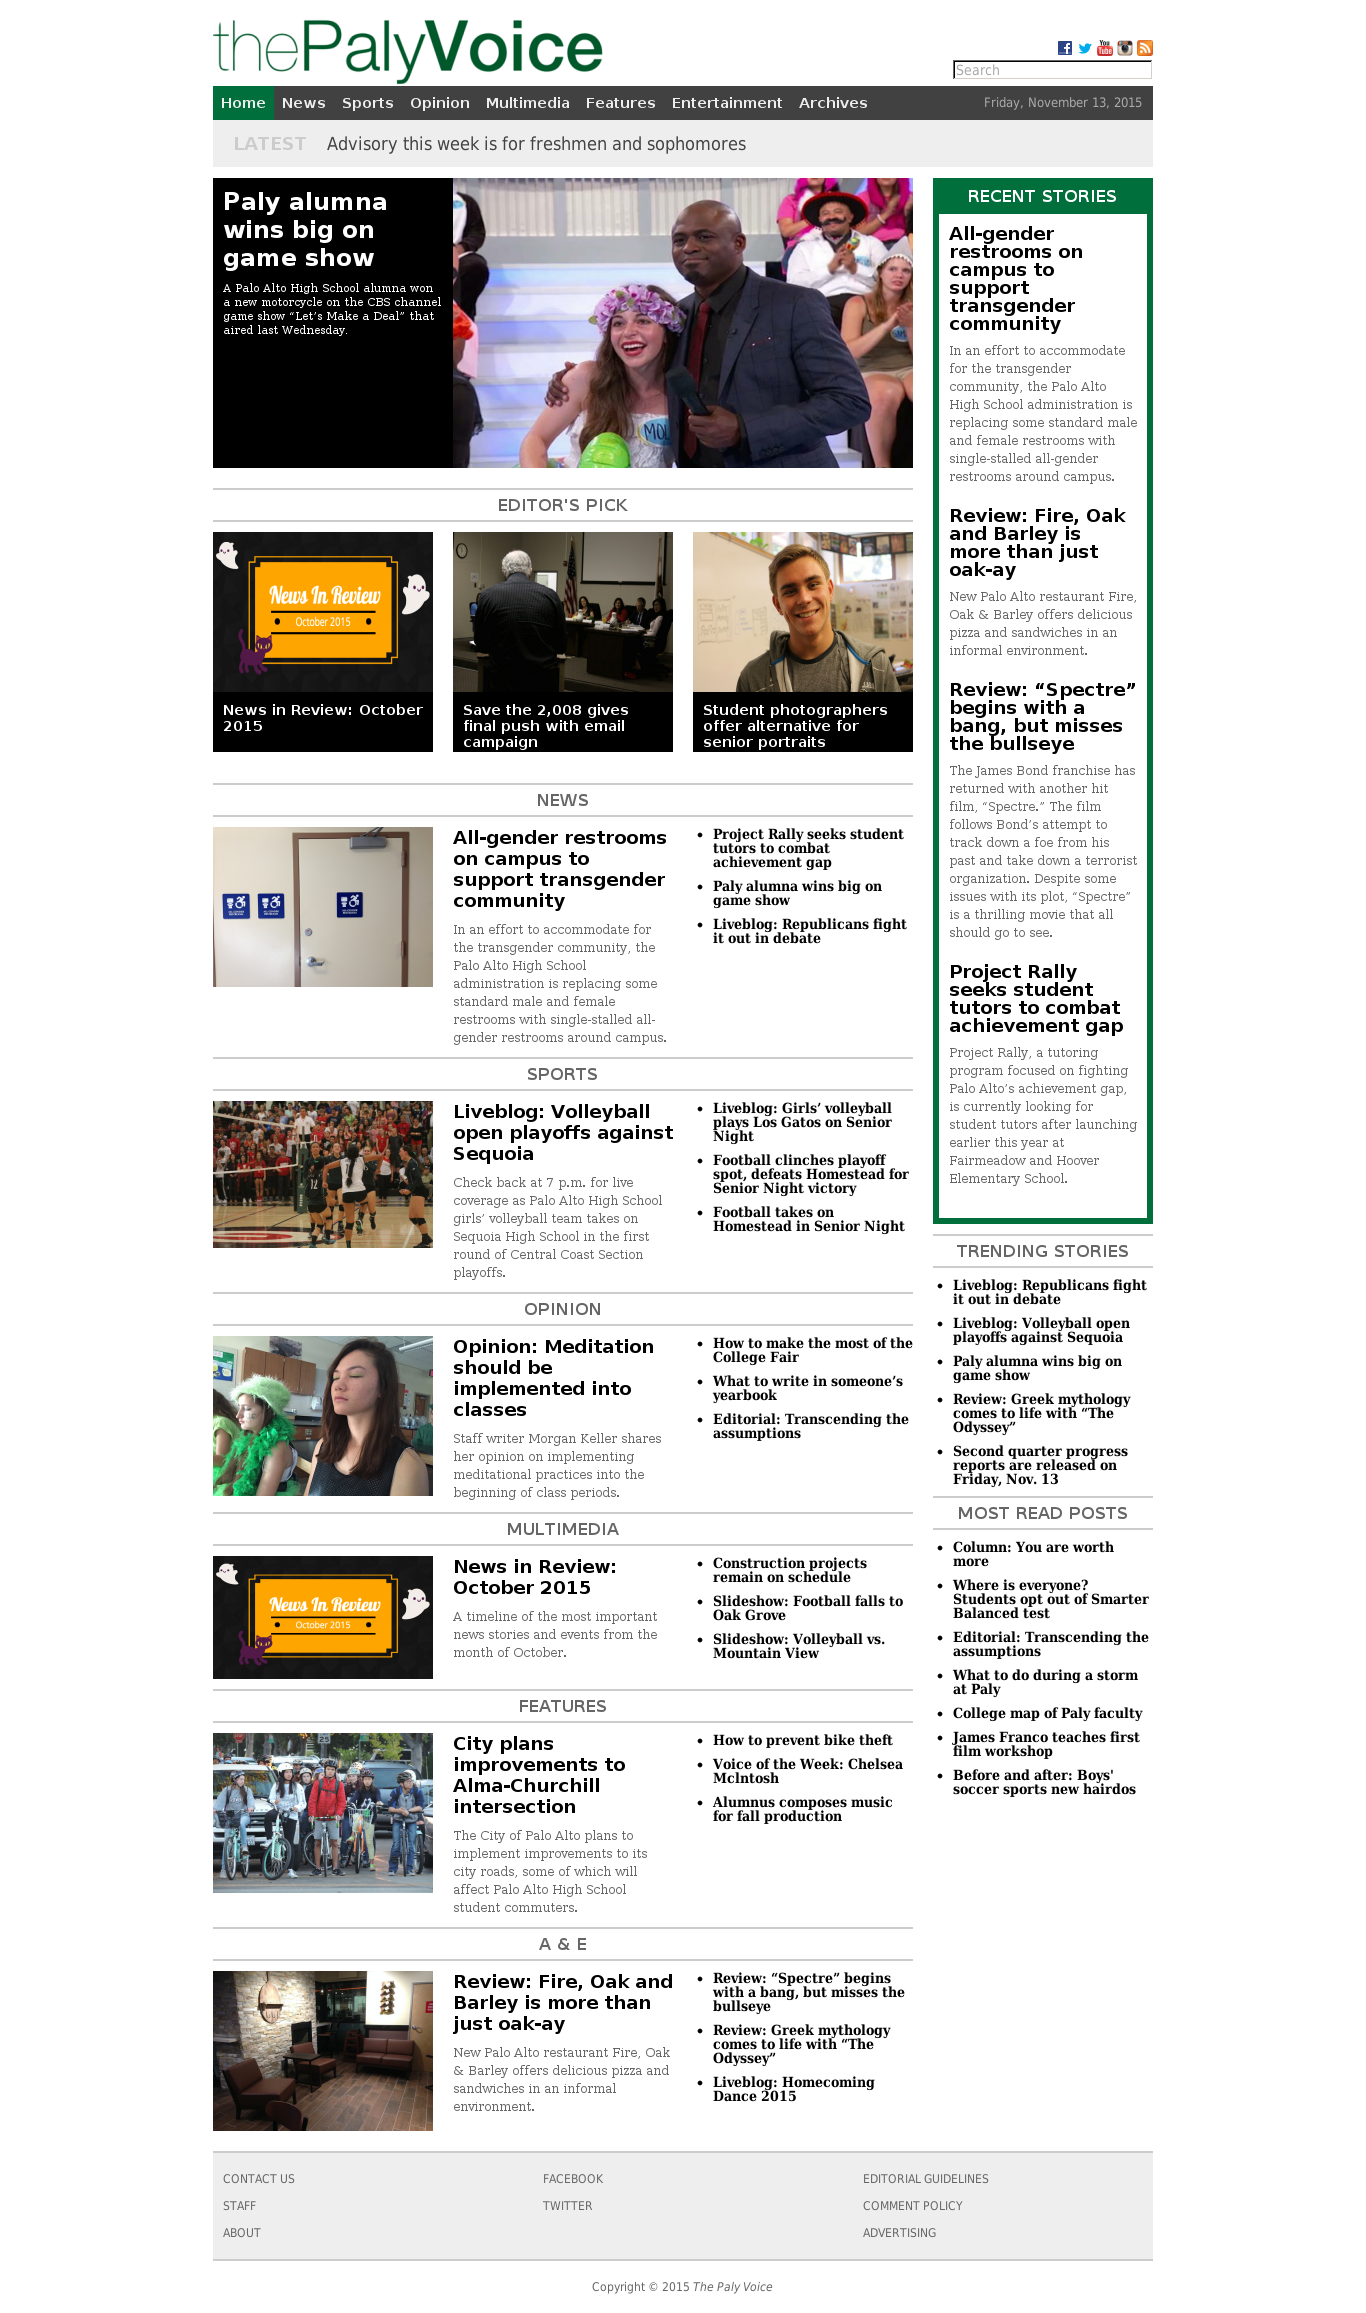 thePalyVoice
Search
Home News Sports Opinion Multimedia Features Entertainment Archives
Friday, November 13, 2015
LATEST Advisory this week is for freshmen and sophomores
Paly alumna
wins big on
game show
A Palo Alto High School alumna won
a new motorcycle on the CBS channel
game show “Let’s Make a Deal” that
aired last Wednesday.
EDITOR'S PICK
News In Review
October 2015
News in Review: October
2015
Save the 2,008 gives
final push with email
campaign
Student photographers
offer alternative for
senior portraits
NEWS
All-gender restrooms
on campus to
support transgender
community
In an effort to accommodate for
the transgender community, the
Palo Alto High School
administration is replacing some
standard male and female
restrooms with single-stalled all-
gender restrooms around campus.
Project Rally seeks student
tutors to combat
achievement gap
Paly alumna wins big on
game show
Liveblog: Republicans fight
it out in debate
SPORTS
Liveblog: Volleyball
open playoffs against
Sequoia
Check back at 7 p.m. for live
coverage as Palo Alto High School
girls’ volleyball team takes on
Sequoia High School in the first
round of Central Coast Section
playoffs.
Liveblog: Girls’ volleyball
plays Los Gatos on Senior
Night
Football clinches playoff
spot, defeats Homestead for
Senior Night victory
Football takes on
Homestead in Senior Night
OPINION
Opinion: Meditation
should be
implemented into
classes
Staff writer Morgan Keller shares
her opinion on implementing
meditational practices into the
beginning of class periods.
How to make the most of the
College Fair
What to write in someone’s
yearbook
Editorial: Transcending the
assumptions
MULTIMEDIA
News In Review
October 2015
News in Review:
October 2015
A timeline of the most important
news stories and events from the
month of October.
Construction projects
remain on schedule
Slideshow: Football falls to
Oak Grove
Slideshow: Volleyball vs.
Mountain View
FEATURES
City plans
improvements to
Alma-Churchill
intersection
The City of Palo Alto plans to
implement improvements to its
city roads, some of which will
affect Palo Alto High School
student commuters.
How to prevent bike theft
Voice of the Week: Chelsea
Mclntosh
Alumnus composes music
for fall production
A & E
Review: Fire, Oak and
Barley is more than
just oak-ay
New Palo Alto restaurant Fire, Oak
& Barley offers delicious pizza and
sandwiches in an informal
environment.
Review: “Spectre” begins
with a bang, but misses the
bullseye
Review: Greek mythology
comes to life with “The
Odyssey”
Liveblog: Homecoming
Dance 2015
RECENT STORIES
All-gender
restrooms on
campus to
support
transgender
community
In an effort to accommodate
for the transgender
community, the Palo Alto
High School administration is
replacing some standard male
and female restrooms with
single-stalled all-gender
restrooms around campus.
Review: Fire, Oak
and Barley is
more than just
oak-ay
New Palo Alto restaurant Fire,
Oak & Barley offers delicious
pizza and sandwiches in an
informal environment.
Review: “Spectre”
begins with a
bang, but misses
the bullseye
The James Bond franchise has
returned with another hit
film, “Spectre.” The film
follows Bond’s attempt to
track down a foe from his
past and take down a terrorist
organization. Despite some
issues with its plot, “Spectre”
is a thrilling movie that all
should go to see.
Project Rally
seeks student
tutors to combat
achievement gap
Project Rally, a tutoring
program focused on fighting
Palo Alto’s achievement gap,
is currently looking for
student tutors after launching
earlier this year at
Fairmeadow and Hoover
Elementary School.
TRENDING STORIES
Liveblog: Republicans fight
it out in debate
Liveblog: Volleyball open
playoffs against Sequoia
Paly alumna wins big on
game show
Review: Greek mythology
comes to life with “The
Odyssey”
Second quarter progress
reports are released on
Friday, Nov. 13
MOST READ POSTS
Column: You are worth
more
Where is everyone?
Students opt out of Smarter
Balanced test
Editorial: Transcending the
assumptions
What to do during a storm
at Paly
College map of Paly faculty
James Franco teaches first
film workshop
Before and after: Boys'
soccer sports new hairdos
CONTACT US
STAFF
ABOUT
FACEBOOK
TWITTER
EDITORIAL GUIDELINES
COMMENT POLICY
ADVERTISING
Copyright © 2015 The Paly Voice